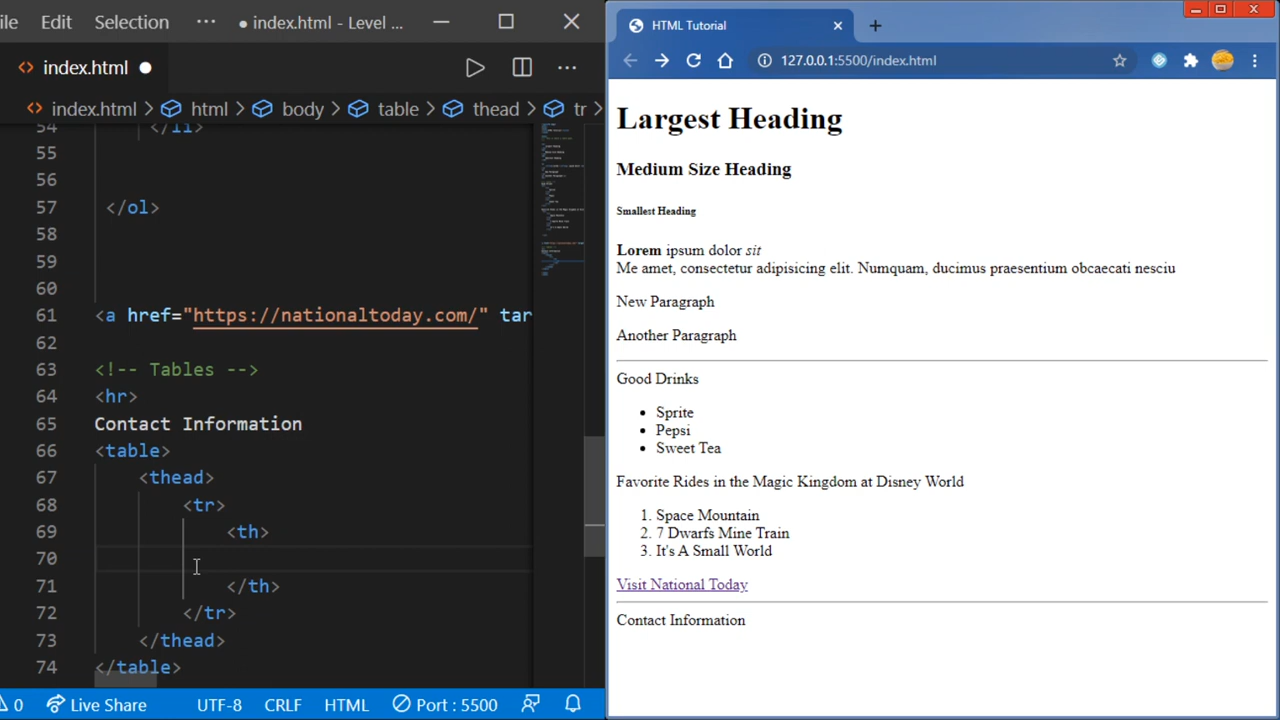 le Edit Selection ··· ● index.html - Level ...
<> index.html ●
<> index.html > html > body > table > thead > tr >
54 </li>
55
56
57 </ol>
58
59
60
61 <a href="https://nationaltoday.com/" tar
62
63 <!-- Tables -->
64 <hr>
65 Contact Information
66 <table>
67 <thead>
68 <tr>
69 <th>
70
71 </th>
72 </tr>
73 </thead>
74 </table>
0 Live Share UTF-8 CRLF HTML Port : 5500
HTML Tutorial
127.0.0.1:5500/index.html
Largest Heading
Medium Size Heading
Smallest Heading
Lorem ipsum dolor sit
Me amet, consectetur adipisicing elit. Numquam, ducimus praesentium obcaecati nesciu
New Paragraph
Another Paragraph
Good Drinks
• Sprite
• Pepsi
• Sweet Tea
Favorite Rides in the Magic Kingdom at Disney World
1. Space Mountain
2. 7 Dwarfs Mine Train
3. It's A Small World
Visit National Today
Contact Information